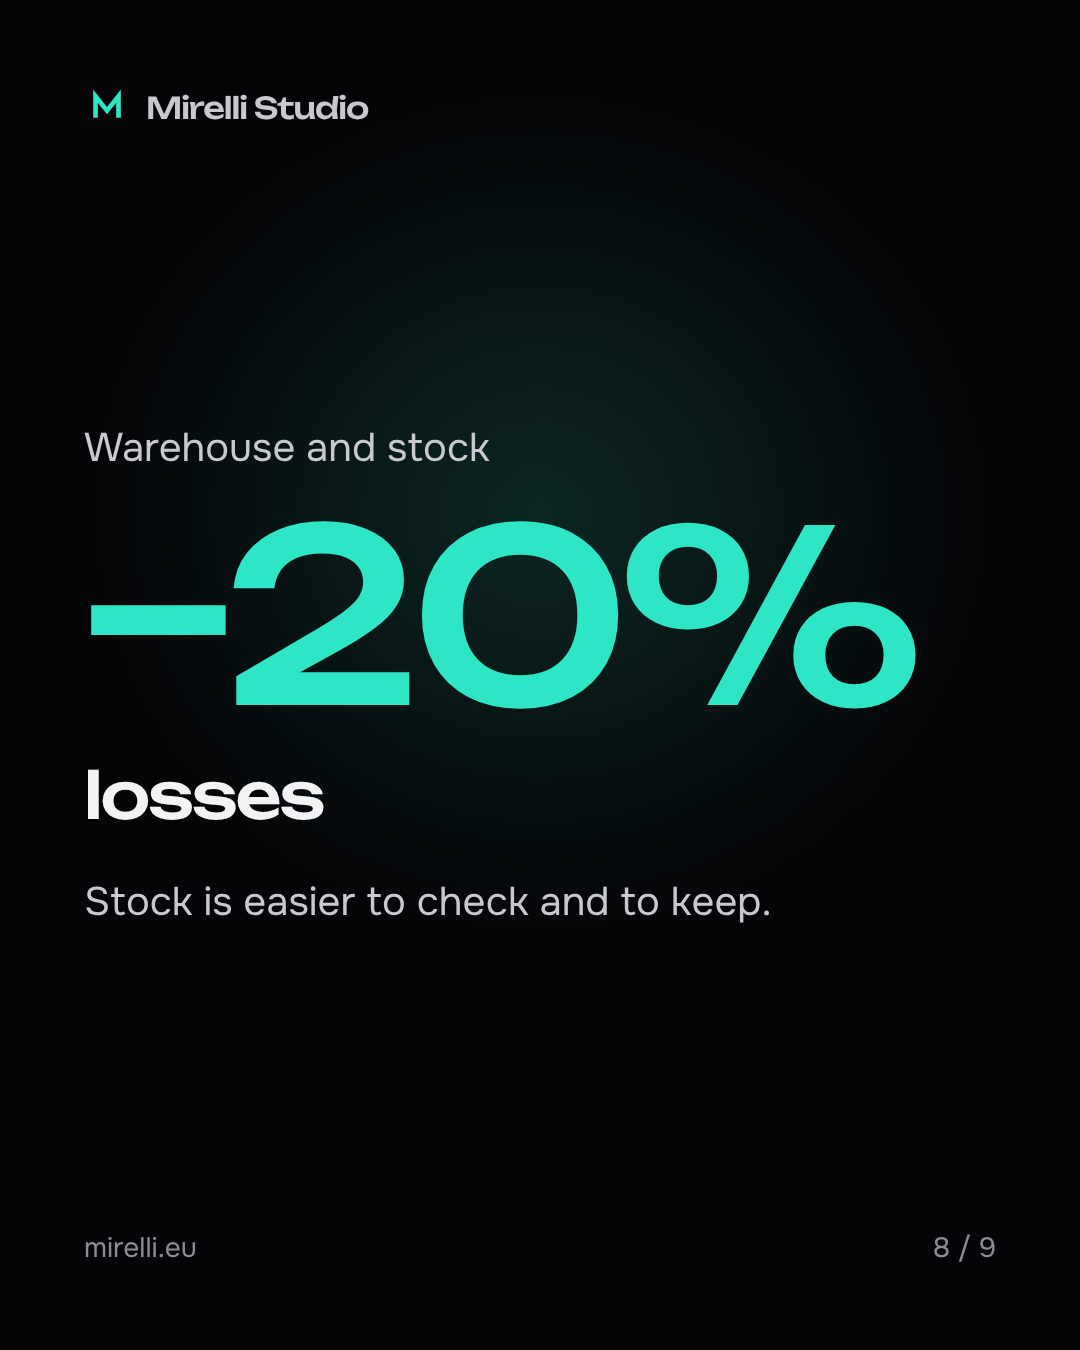 Mirelli Studio
Warehouse and stock
–20%
losses
Stock is easier to check and to keep.
mirelli.eu
8 / 9